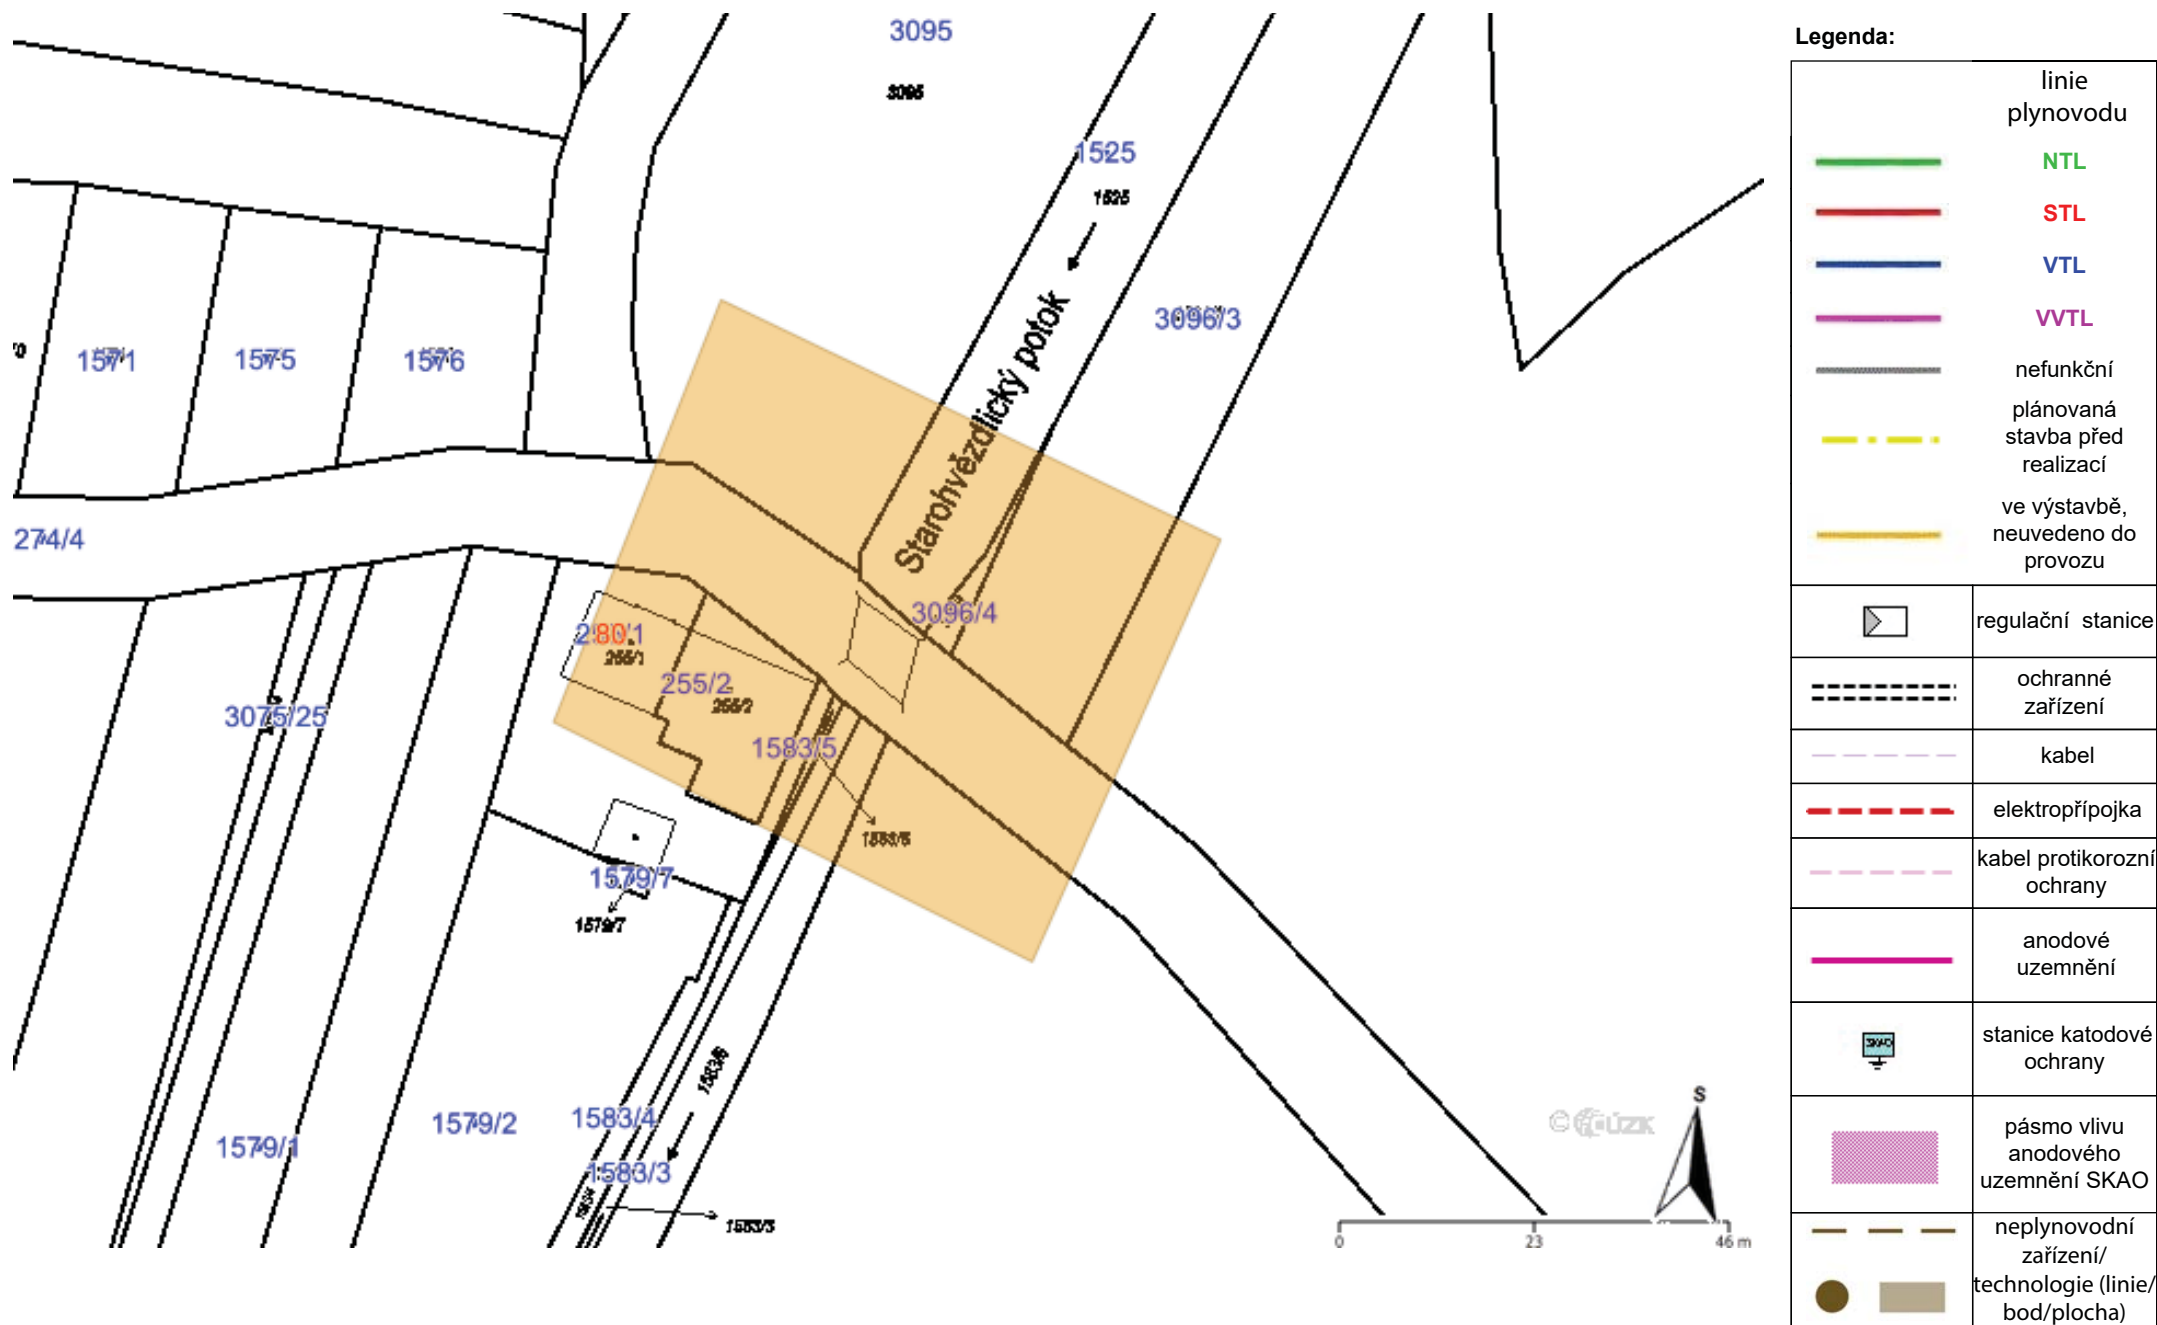 3095
3095
1525
1525
Starohvězdlický potok
3096/3
1571
1575
1576
274/4
3096/4
80
255/1
255/2
255/2
3075/25
1583/5
1583/5
1579/7
1579/7
1583/6
1579/1
1579/2
1583/4
1583/3
1583/3
S
0
23
46 m
Legenda:
linie
plynovodu
NTL
STL
VTL
VVTL
nefunkční
plánovaná
stavba před
realizací
ve výstavbě,
neuvedeno do
provozu
regulační stanice
ochranné
zařízení
kabel
elektropřípojka
kabel protikorozní
ochrany
anodové
uzemnění
SKAO
stanice katodové
ochrany
pásmo vlivu
anodového
uzemnění SKAO
neplynovodní
zařízení/
technologie (linie/
bod/plocha)